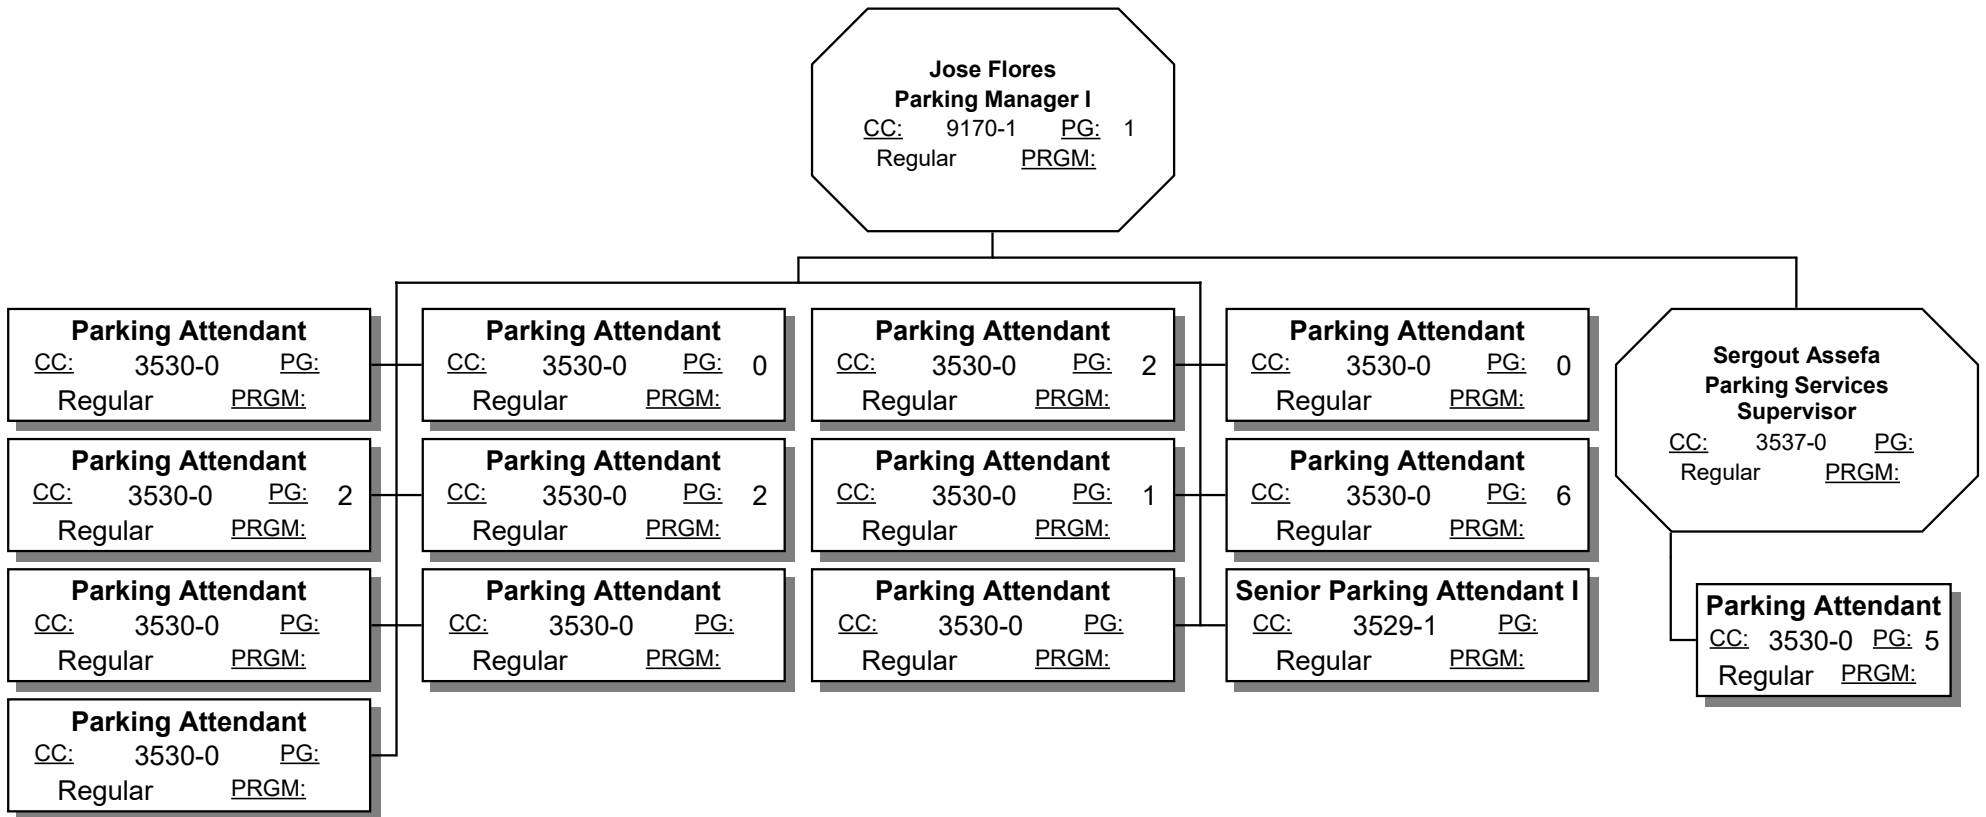 Jose Flores
Parking Manager I
CC: 9170-1 PG: 1
Regular PRGM:
Parking Attendant
CC: 3530-0 PG:
Regular PRGM:
Parking Attendant
CC: 3530-0 PG: 0
Regular PRGM:
Parking Attendant
CC: 3530-0 PG: 2
Regular PRGM:
Parking Attendant
CC: 3530-0 PG: 0
Regular PRGM:
Sergout Assefa
Parking Services
Supervisor
CC: 3537-0 PG:
Regular PRGM:
Parking Attendant
CC: 3530-0 PG: 2
Regular PRGM:
Parking Attendant
CC: 3530-0 PG: 2
Regular PRGM:
Parking Attendant
CC: 3530-0 PG: 1
Regular PRGM:
Parking Attendant
CC: 3530-0 PG: 6
Regular PRGM:
Parking Attendant
CC: 3530-0 PG:
Regular PRGM:
Parking Attendant
CC: 3530-0 PG:
Regular PRGM:
Parking Attendant
CC: 3530-0 PG:
Regular PRGM:
Senior Parking Attendant I
CC: 3529-1 PG:
Regular PRGM:
Parking Attendant
CC: 3530-0 PG: 5
Regular PRGM:
Parking Attendant
CC: 3530-0 PG:
Regular PRGM: